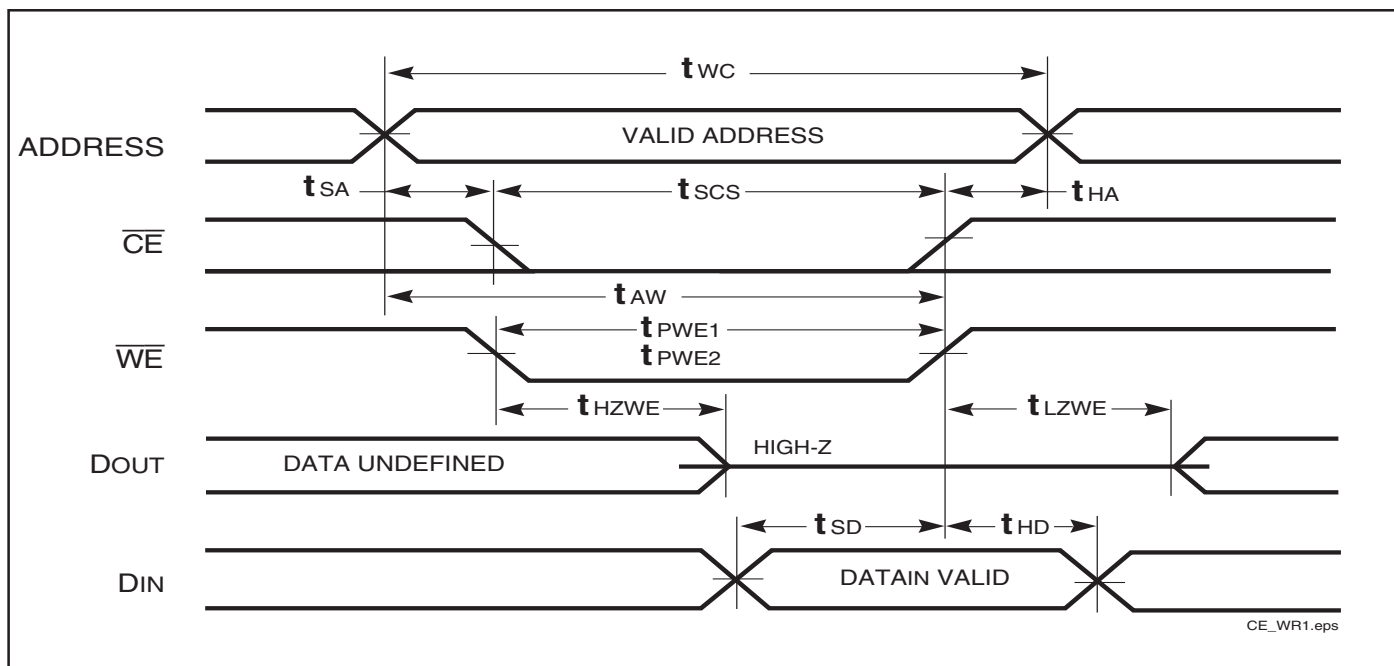 tWC
ADDRESS
VALID ADDRESS
tSA
tSCS
tHA
CE
tAW
WE
tPWE1
tPWE2
tHZWE
tLZWE
DOUT
DATA UNDEFINED
HIGH-Z
tSD
tHD
DIN
DATAIN VALID
CE_WR1.eps